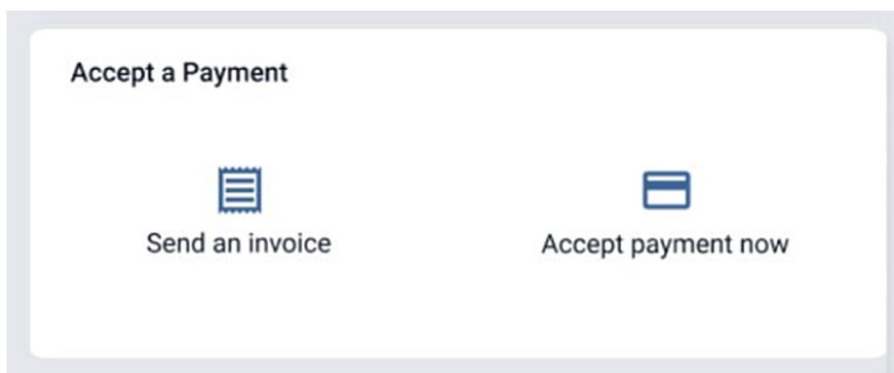 Accept a Payment
Send an invoice
Accept payment now